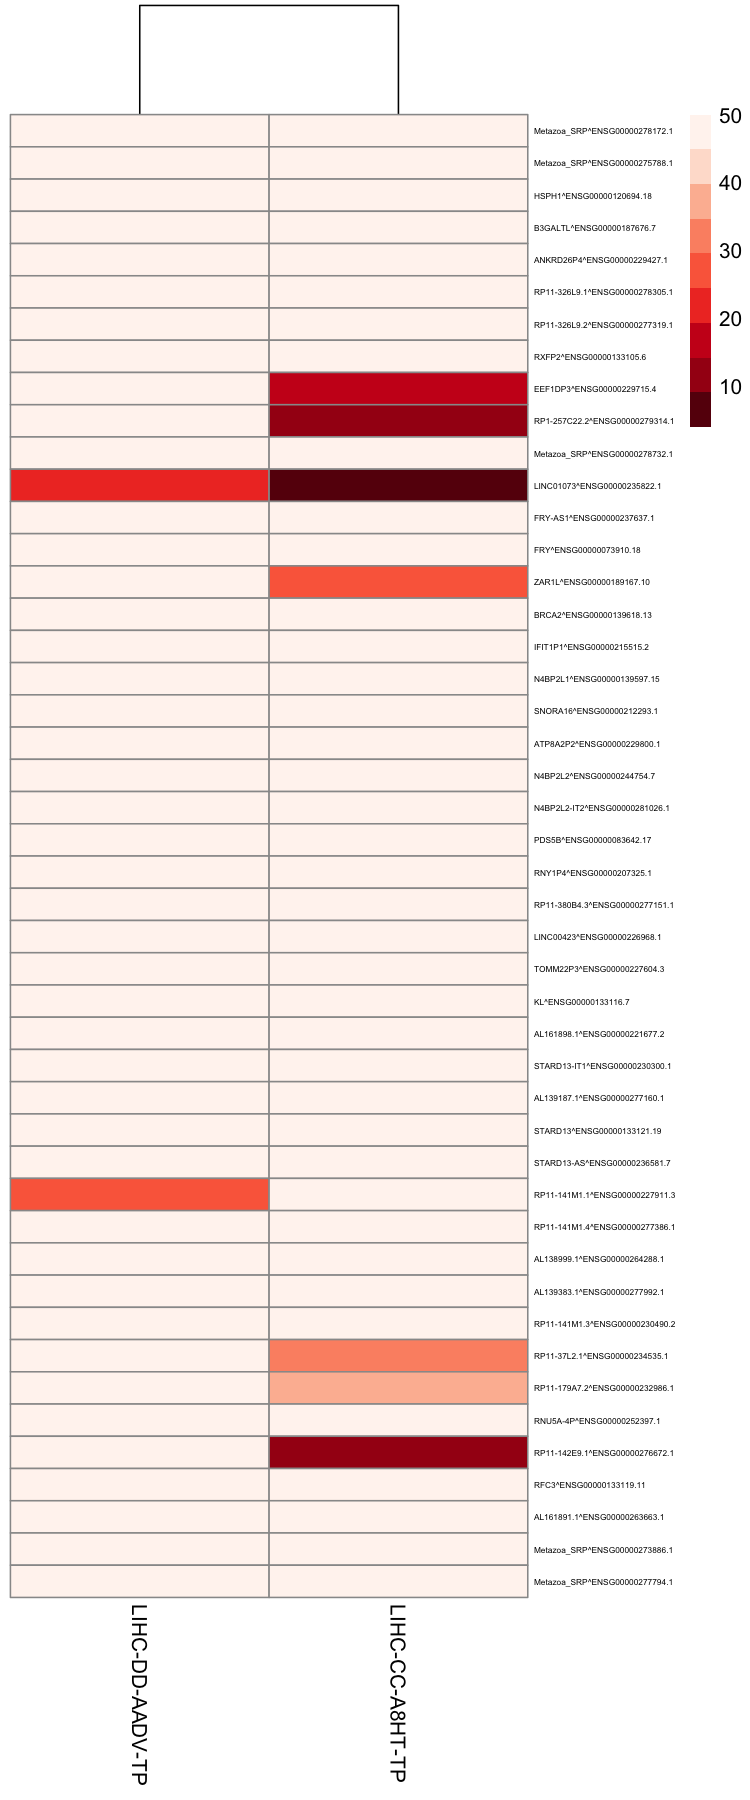 Metazoa_SRP^ENSG00000278172.1
Metazoa_SRP^ENSG00000275788.1
HSPH1^ENSG00000120694.18
B3GALTL^ENSG00000187676.7
ANKRD26P4^ENSG00000229427.1
RP11-326L9.1^ENSG00000278305.1
RP11-326L9.2^ENSG00000277319.1
RXFP2^ENSG00000133105.6
EEF1DP3^ENSG00000229715.4
RP1-257C22.2^ENSG00000279314.1
Metazoa_SRP^ENSG00000278732.1
LINC01073^ENSG00000235822.1
FRY-AS1^ENSG00000237637.1
FRY^ENSG00000073910.18
ZAR1L^ENSG00000189167.10
BRCA2^ENSG00000139618.13
IFIT1P1^ENSG00000215515.2
N4BP2L1^ENSG00000139597.15
SNORA16^ENSG00000212293.1
ATP8A2P2^ENSG00000229800.1
N4BP2L2^ENSG00000244754.7
N4BP2L2-IT2^ENSG00000281026.1
PDS5B^ENSG00000083642.17
RNY1P4^ENSG00000207325.1
RP11-380B4.3^ENSG00000277151.1
LINC00423^ENSG00000226968.1
TOMM22P3^ENSG00000227604.3
KL^ENSG00000133116.7
AL161898.1^ENSG00000221677.2
STARD13-IT1^ENSG00000230300.1
AL139187.1^ENSG00000277160.1
STARD13^ENSG00000133121.19
STARD13-AS^ENSG00000236581.7
RP11-141M1.1^ENSG00000227911.3
RP11-141M1.4^ENSG00000277386.1
AL138999.1^ENSG00000264288.1
AL139383.1^ENSG00000277992.1
RP11-141M1.3^ENSG00000230490.2
RP11-37L2.1^ENSG00000234535.1
RP11-179A7.2^ENSG00000232986.1
RNU5A-4P^ENSG00000252397.1
RP11-142E9.1^ENSG00000276672.1
RFC3^ENSG00000133119.11
AL161891.1^ENSG00000263663.1
Metazoa_SRP^ENSG00000273886.1
Metazoa_SRP^ENSG00000277794.1
50
40
30
20
10
LIHC-DD-AADV-TP
LIHC-CC-A8HT-TP